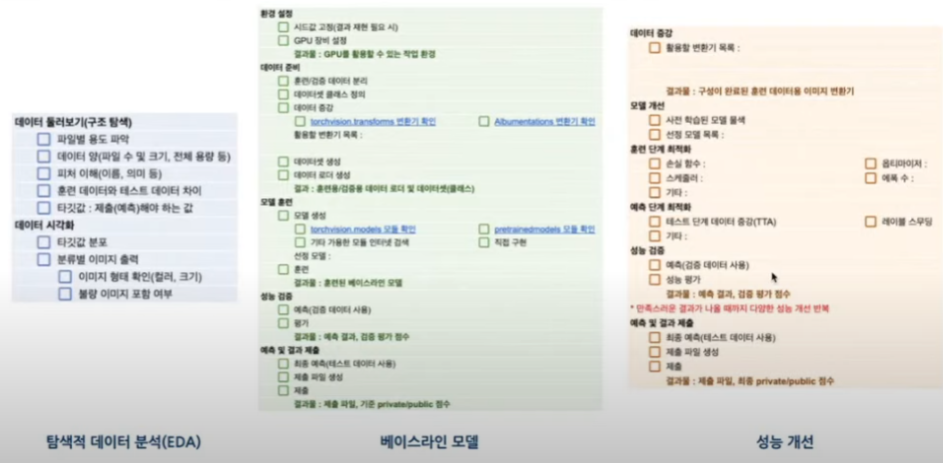 데이터 둘러보기(구조 탐색)
파일별 용도 파악
데이터 양(파일 수 및 크기, 전체 용량 등)
피처 이해(이름, 의미 등)
훈련 데이터와 테스트 데이터 차이
타깃값 : 제출(예측)해야 하는 값
데이터 시각화
타깃값 분포
분류별 이미지 출력
이미지 형태 확인(컬러, 크기)
불량 이미지 포함 여부
탐색적 데이터 분석(EDA)
환경 설정
시드값 고정(결과 재현 필요 시)
GPU 장비 설정
결과물 : GPU를 활용할 수 있는 작업 환경
데이터 준비
훈련/검증 데이터 분리
데이터셋 클래스 정의
데이터 증강
torchvision.transforms 변환기 확인
Albumentations 변환기 확인
활용할 변환기 목록 :
데이터셋 생성
데이터 로더 생성
결과 : 훈련용/검증용 데이터 로더 및 데이터셋(클래스)
모델 훈련
모델 생성
torchvision.models 모듈 확인
pretrainedmodels 모듈 확인
기타 가용한 모듈 인터넷 검색
직접 구현
선정 모델 :
훈련
결과물 : 훈련된 베이스라인 모델
성능 검증
예측(검증 데이터 사용)
평가
결과물 : 예측 결과, 검증 평가 점수
예측 및 결과 제출
최종 예측(테스트 데이터 사용)
제출 파일 생성
제출
결과물 : 제출 파일, 기준 private/public 점수
베이스라인 모델
데이터 증강
활용할 변환기 목록 :
결과물 : 구성이 완료된 훈련 데이터용 이미지 변환기
모델 개선
사전 학습된 모델 물색
선정 모델 목록 :
훈련 단계 최적화
손실 함수 :
옵티마이저 :
스케줄러 :
에폭 수 :
기타 :
예측 단계 최적화
테스트 단계 데이터 증강(TTA)
레이블 스무딩
기타 :
성능 검증
예측(검증 데이터 사용)
성능 평가
결과물 : 예측 결과, 검증 평가 점수
* 만족스러운 결과가 나올 때까지 다양한 성능 개선 반복
예측 및 결과 제출
최종 예측(테스트 데이터 사용)
제출 파일 생성
제출
결과물 : 제출 파일, 최종 private/public 점수
성능 개선